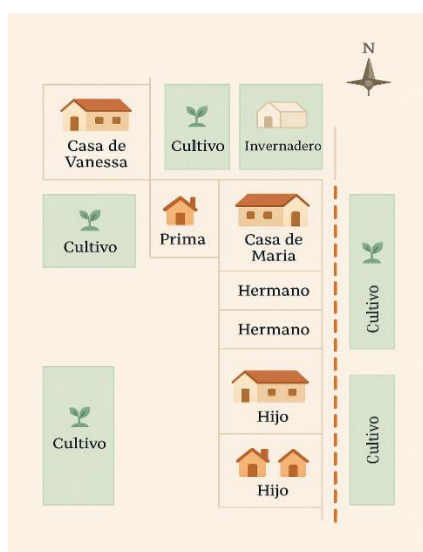 N
Casa de
Vanessa
Cultivo
Invernadero
Cultivo
Prima
Casa de
Maria
Cultivo
Hermano
Hermano
Hijo
Cultivo
Cultivo
Hijo